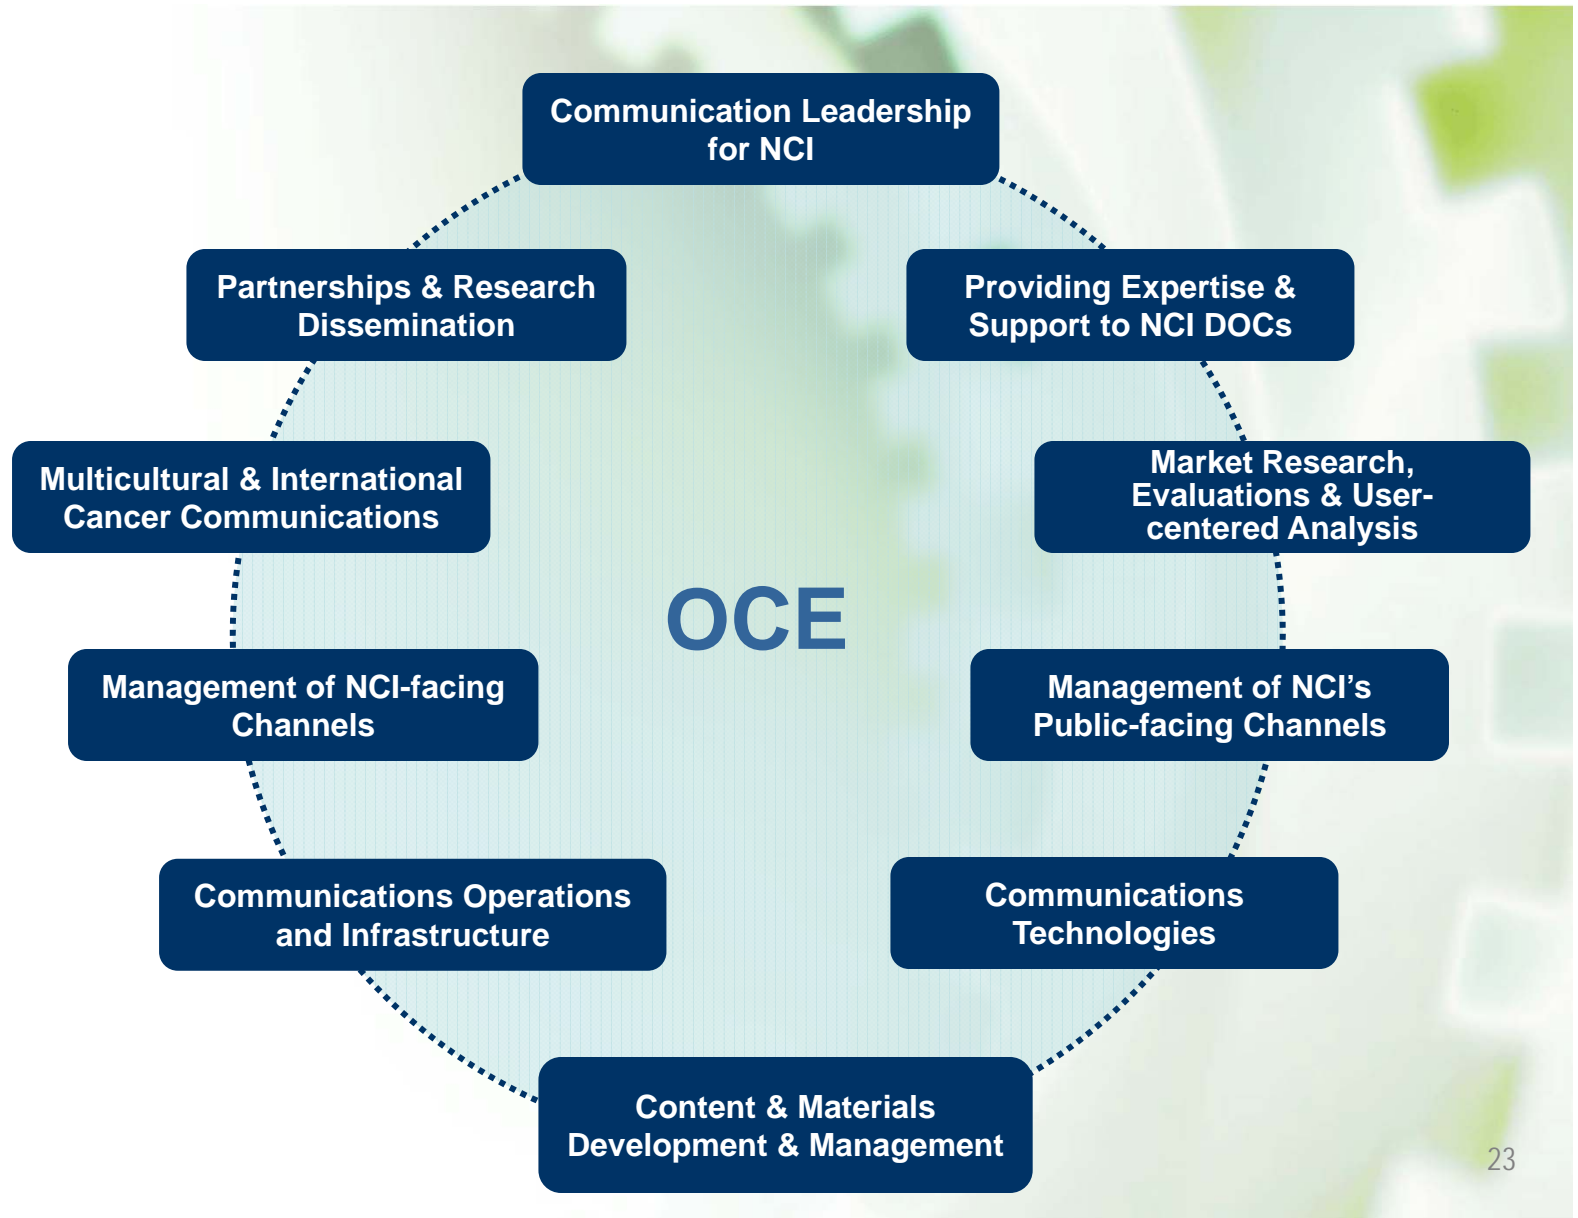 Communication Leadership
for NCI
Partnerships & Research
Dissemination
Providing Expertise &
Support to NCI DOCs
Multicultural & International
Cancer Communications
Market Research,
Evaluations & User-
centered Analysis
OCE
Management of NCI-facing
Channels
Management of NCI’s
Public-facing Channels
Communications Operations
and Infrastructure
Communications
Technologies
Content & Materials
Development & Management
23